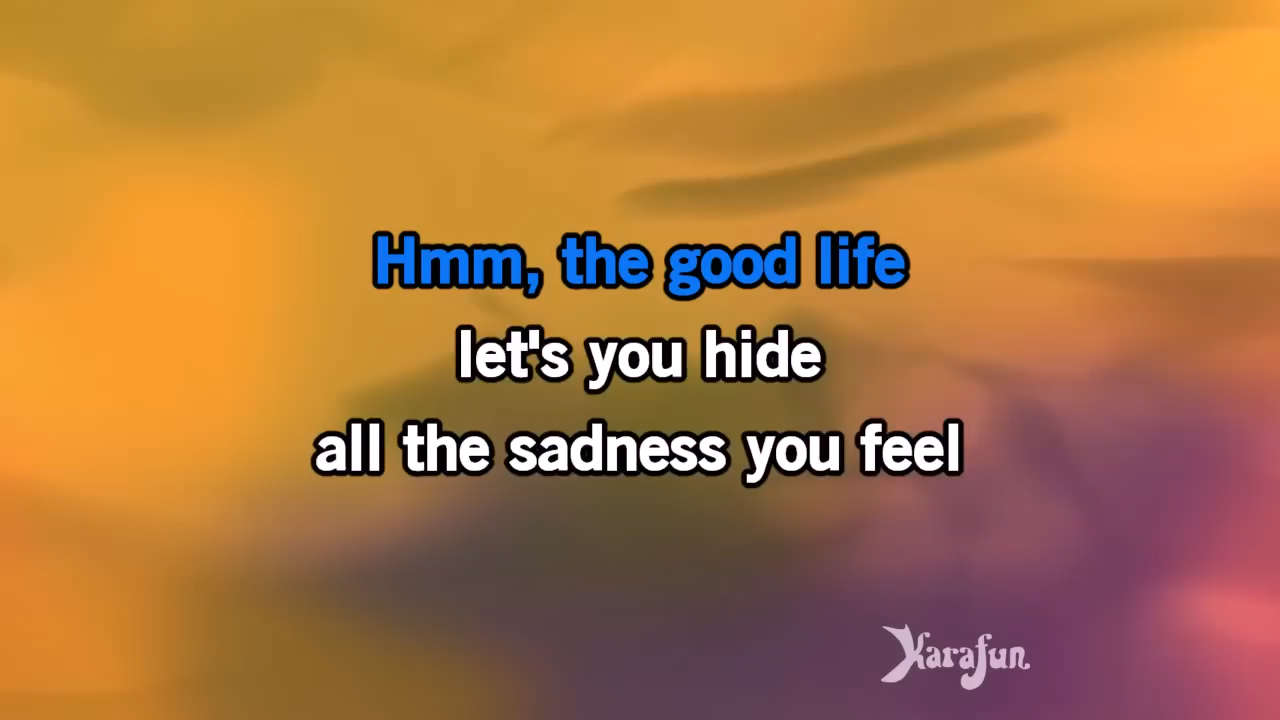 Hmm, the good life
let's you hide
all the sadness you feel
Karafun